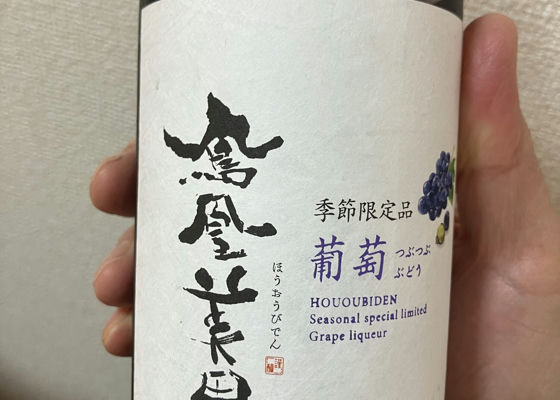 鳳凰美田
ほうおうびでん
季節限定品
葡萄
つぶつぶ
ぶどう
HOUOUBIDEN
Seasonal special limited
Grape liqueur